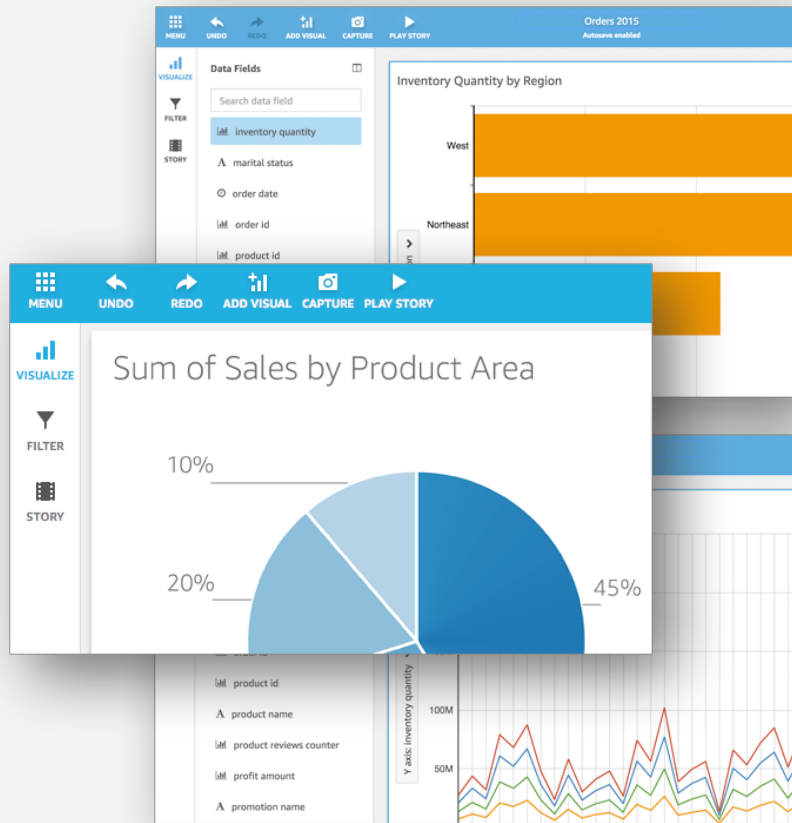 MENU
UNDO
REDO
ADD VISUAL
CAPTURE
PLAY STORY
Orders 2015
Autosave enabled
VISUALIZE
FILTER
STORY
Data Fields
Search data field
inventory quantity
A marital status
order date
order id
product id
Inventory Quantity by Region
West
Northeast
MENU
UNDO
REDO
ADD VISUAL
CAPTURE
PLAY STORY
VISUALIZE
FILTER
STORY
Sum of Sales by Product Area
10%
20%
45%
product id
A product name
product reviews counter
profit amount
A promotion name
Y axis: inventory quantity
100M
50M